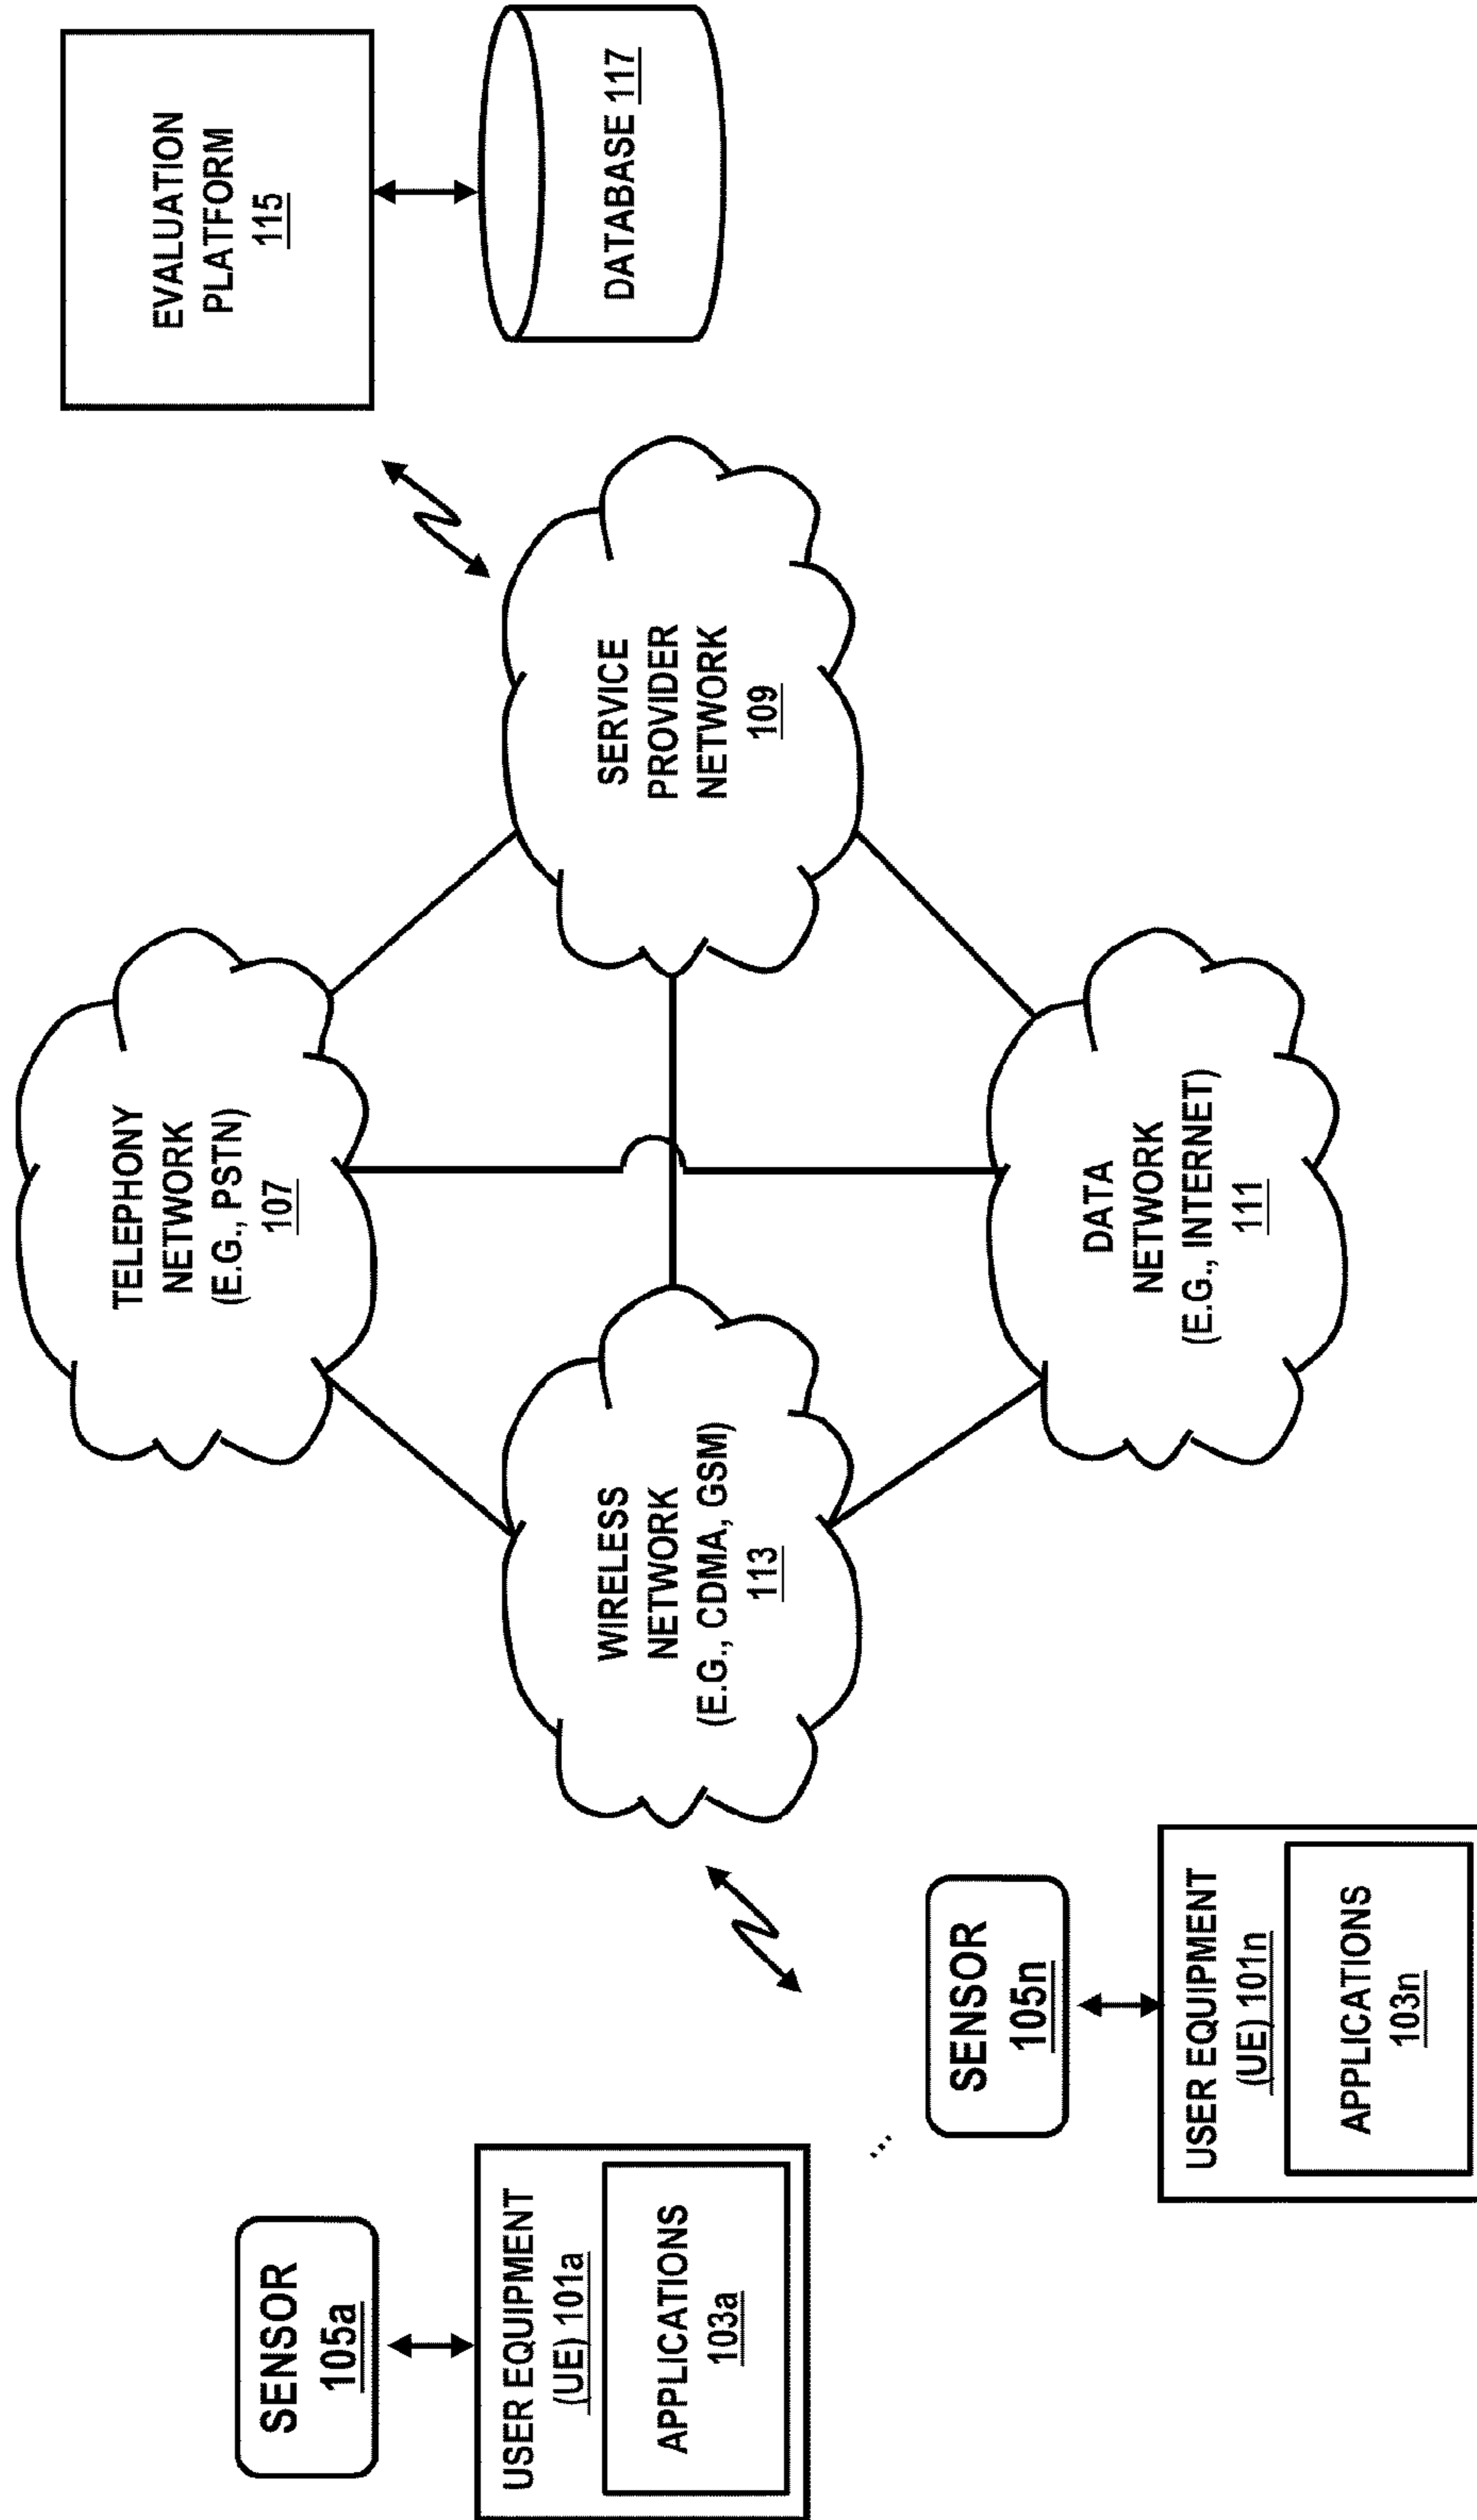 EVALUATION
PLATFORM
115
DATABASE 117
TELEPHONY
NETWORK
(E.G., PSTN)
107
SERVICE
PROVIDER
NETWORK
109
WIRELESS
NETWORK
(E.G., CDMA, GSM)
113
DATA
NETWORK
(E.G., INTERNET)
111
SENSOR
105a
USER EQUIPMENT
(UE) 101a
APPLICATIONS
103a
...
SENSOR
105n
USER EQUIPMENT
(UE) 101n
APPLICATIONS
103n